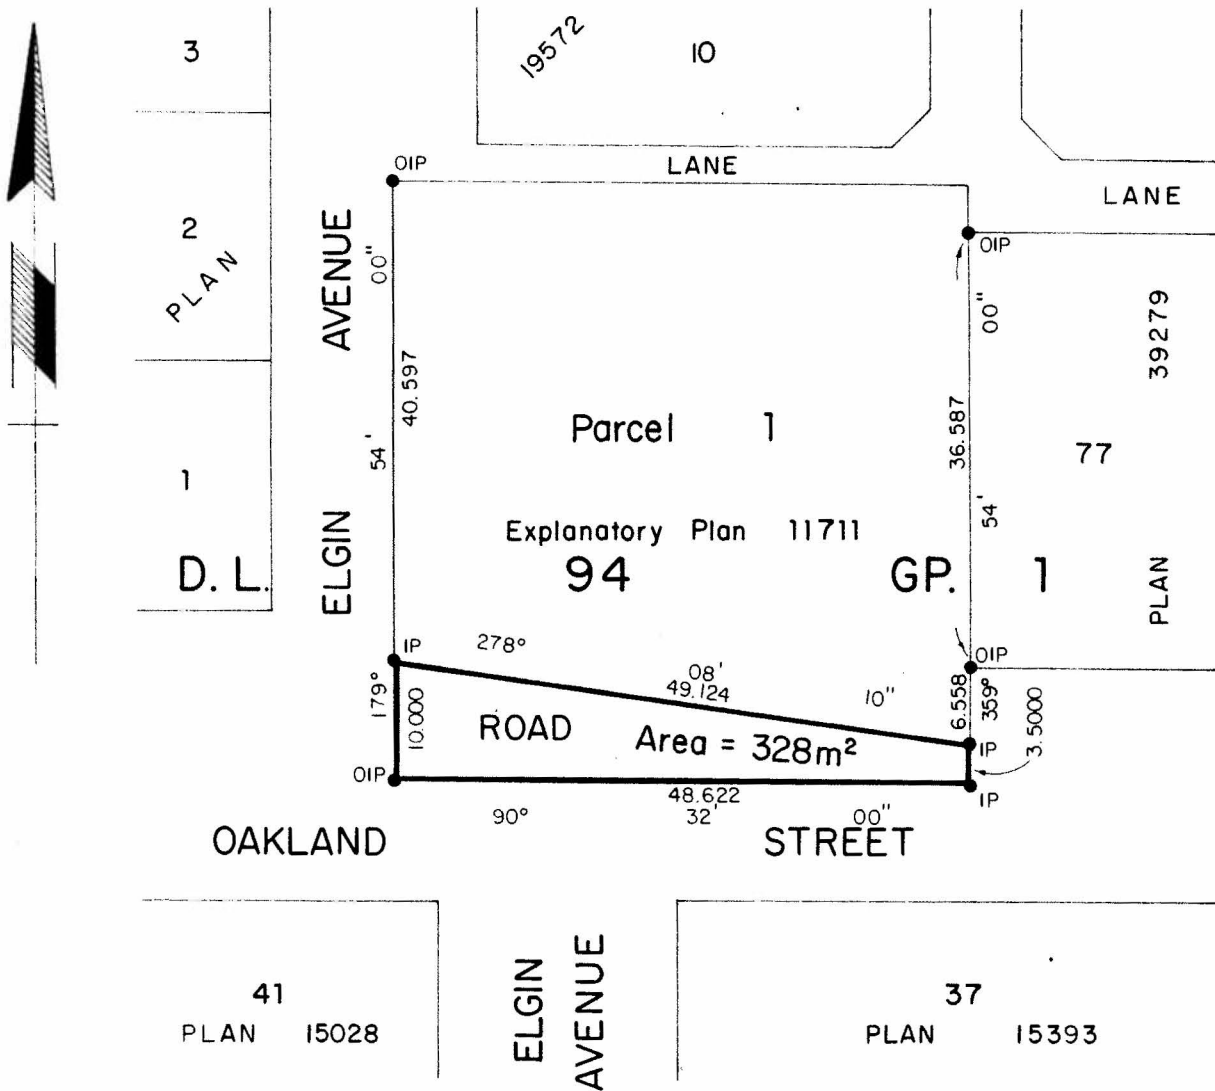 3
19572
10
OIP
LANE
LANE
2
PLAN
ELGIN AVENUE
179° 54' 00"
40.597
OIP
359° 54' 00"
36.587
39279
PLAN
Parcel 1
77
1
Explanatory Plan 11711
D. L. 94 GP. 1
IP
278° 08' 10"
49.124
OIP
6.558
3.5000
10.000
ROAD
Area = 328m²
IP
OIP
48.622
IP
90° 32' 00"
OAKLAND STREET
41
PLAN 15028
ELGIN
AVENUE
37
PLAN 15393